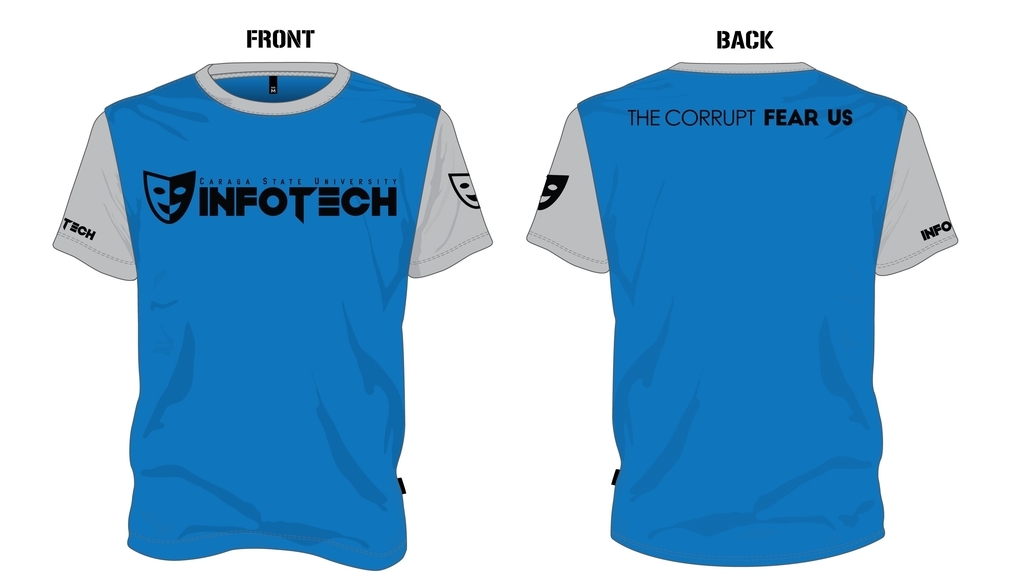 FRONT
BACK
M
CARAGA STATE UNIVERSITY
INFOTECH
TECH
THE CORRUPT FEAR US
INFO